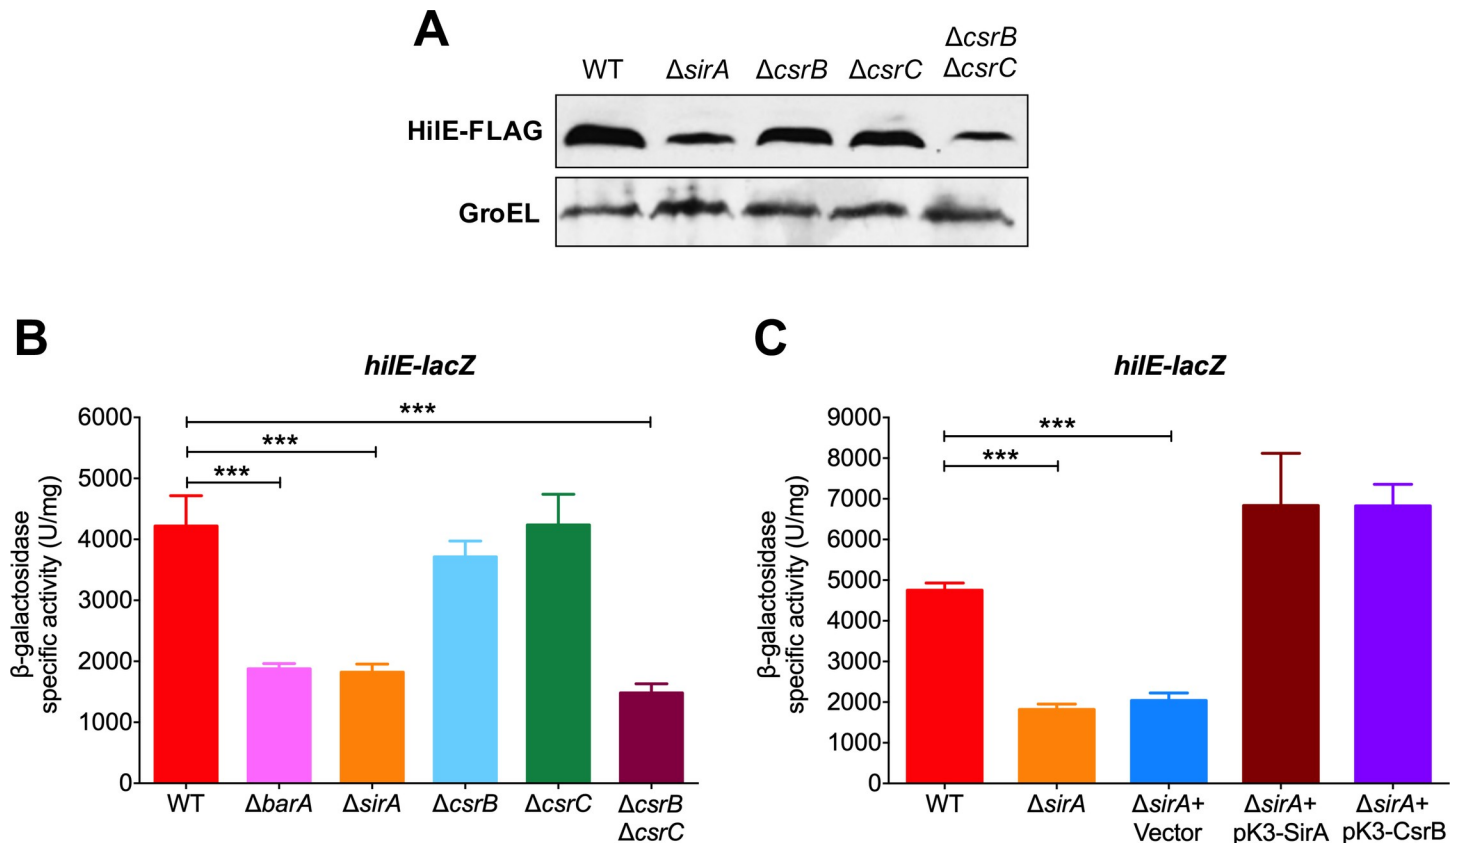 A
WT ΔsirA ΔcsrB ΔcsrC ΔcsrB
ΔcsrC
HilE-FLAG
GroEL
B
hilE-lacZ
β-galactosidase
specific activity (U/mg)
6000
5000
4000
3000
2000
1000
0
***
***
***
WT ΔbarA ΔsirA ΔcsrB ΔcsrC ΔcsrB
ΔcsrC
C
hilE-lacZ
β-galactosidase
specific activity (U/mg)
9000
8000
7000
6000
5000
4000
3000
2000
1000
0
***
***
WT ΔsirA ΔsirA+ ΔsirA+ ΔsirA+
Vector pK3-SirA pK3-CsrB